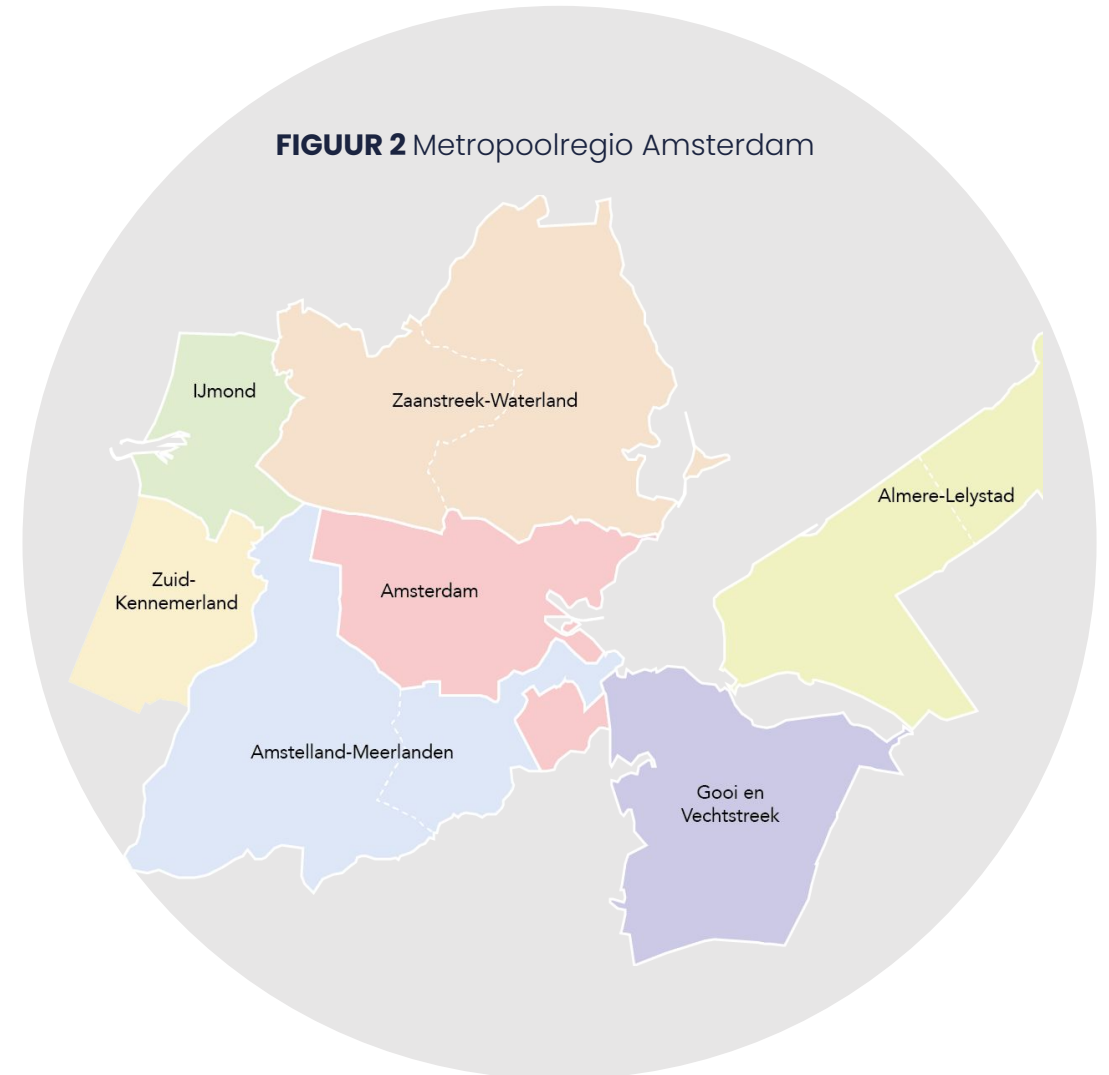 FIGUUR 2 Metropoolregio Amsterdam
IJmond
Zaanstreek-Waterland
Almere-Lelystad
Zuid-
Kennemerland
Amsterdam
Amstelland-Meerlanden
Gooi en
Vechtstreek